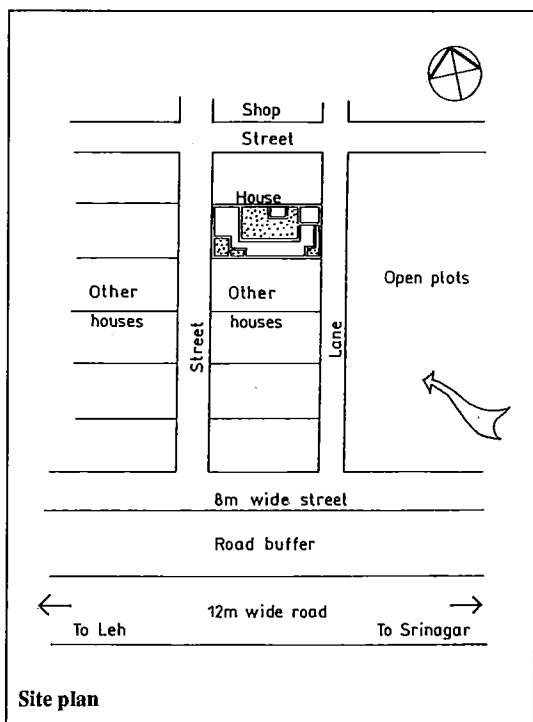 Shop
Street
House
Open plots
Other
houses
Other
houses
Street
Lane
8m wide street
Road buffer
12m wide road
To Leh
To Srinagar
Site plan